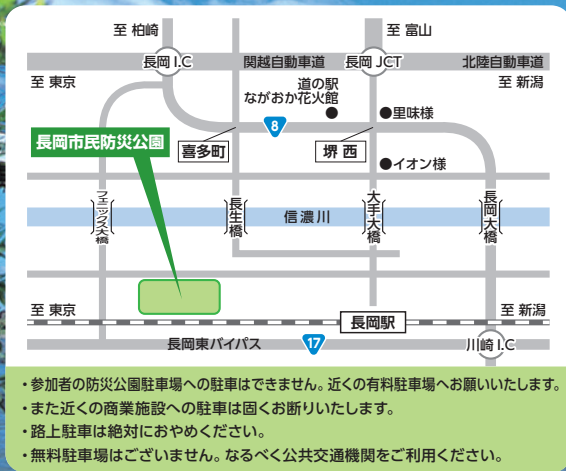 至 柏崎
至 富山
長岡 I.C
関越自動車道
長岡 JCT
北陸自動車道
至 東京
至 新潟
道の駅
ながおか花火館
●里味様
8
長岡市民防災公園
喜多町
堺 西
●イオン様
フェニックス大橋
長生橋
信濃川
大手大橋
長岡大橋
至 東京
至 新潟
長岡駅
長岡東バイパス
17
川崎 I.C
・参加者の防災公園駐車場への駐車はできません。近くの有料駐車場へお願いいたします。
・また近くの商業施設への駐車は固くお断りいたします。
・路上駐車は絶対におやめください。
・無料駐車場はございません。なるべく公共交通機関をご利用ください。